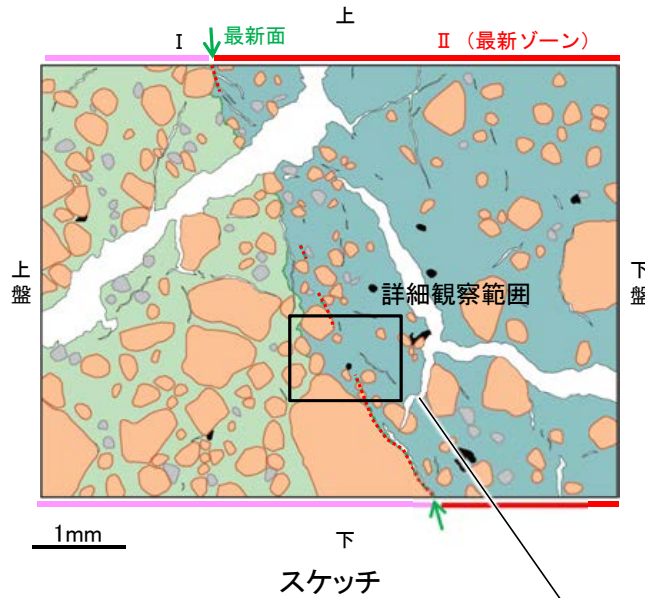 上
I
最新面
II (最新ゾーン)
上盤
下盤
詳細観察範囲
1mm
下
スケッチ